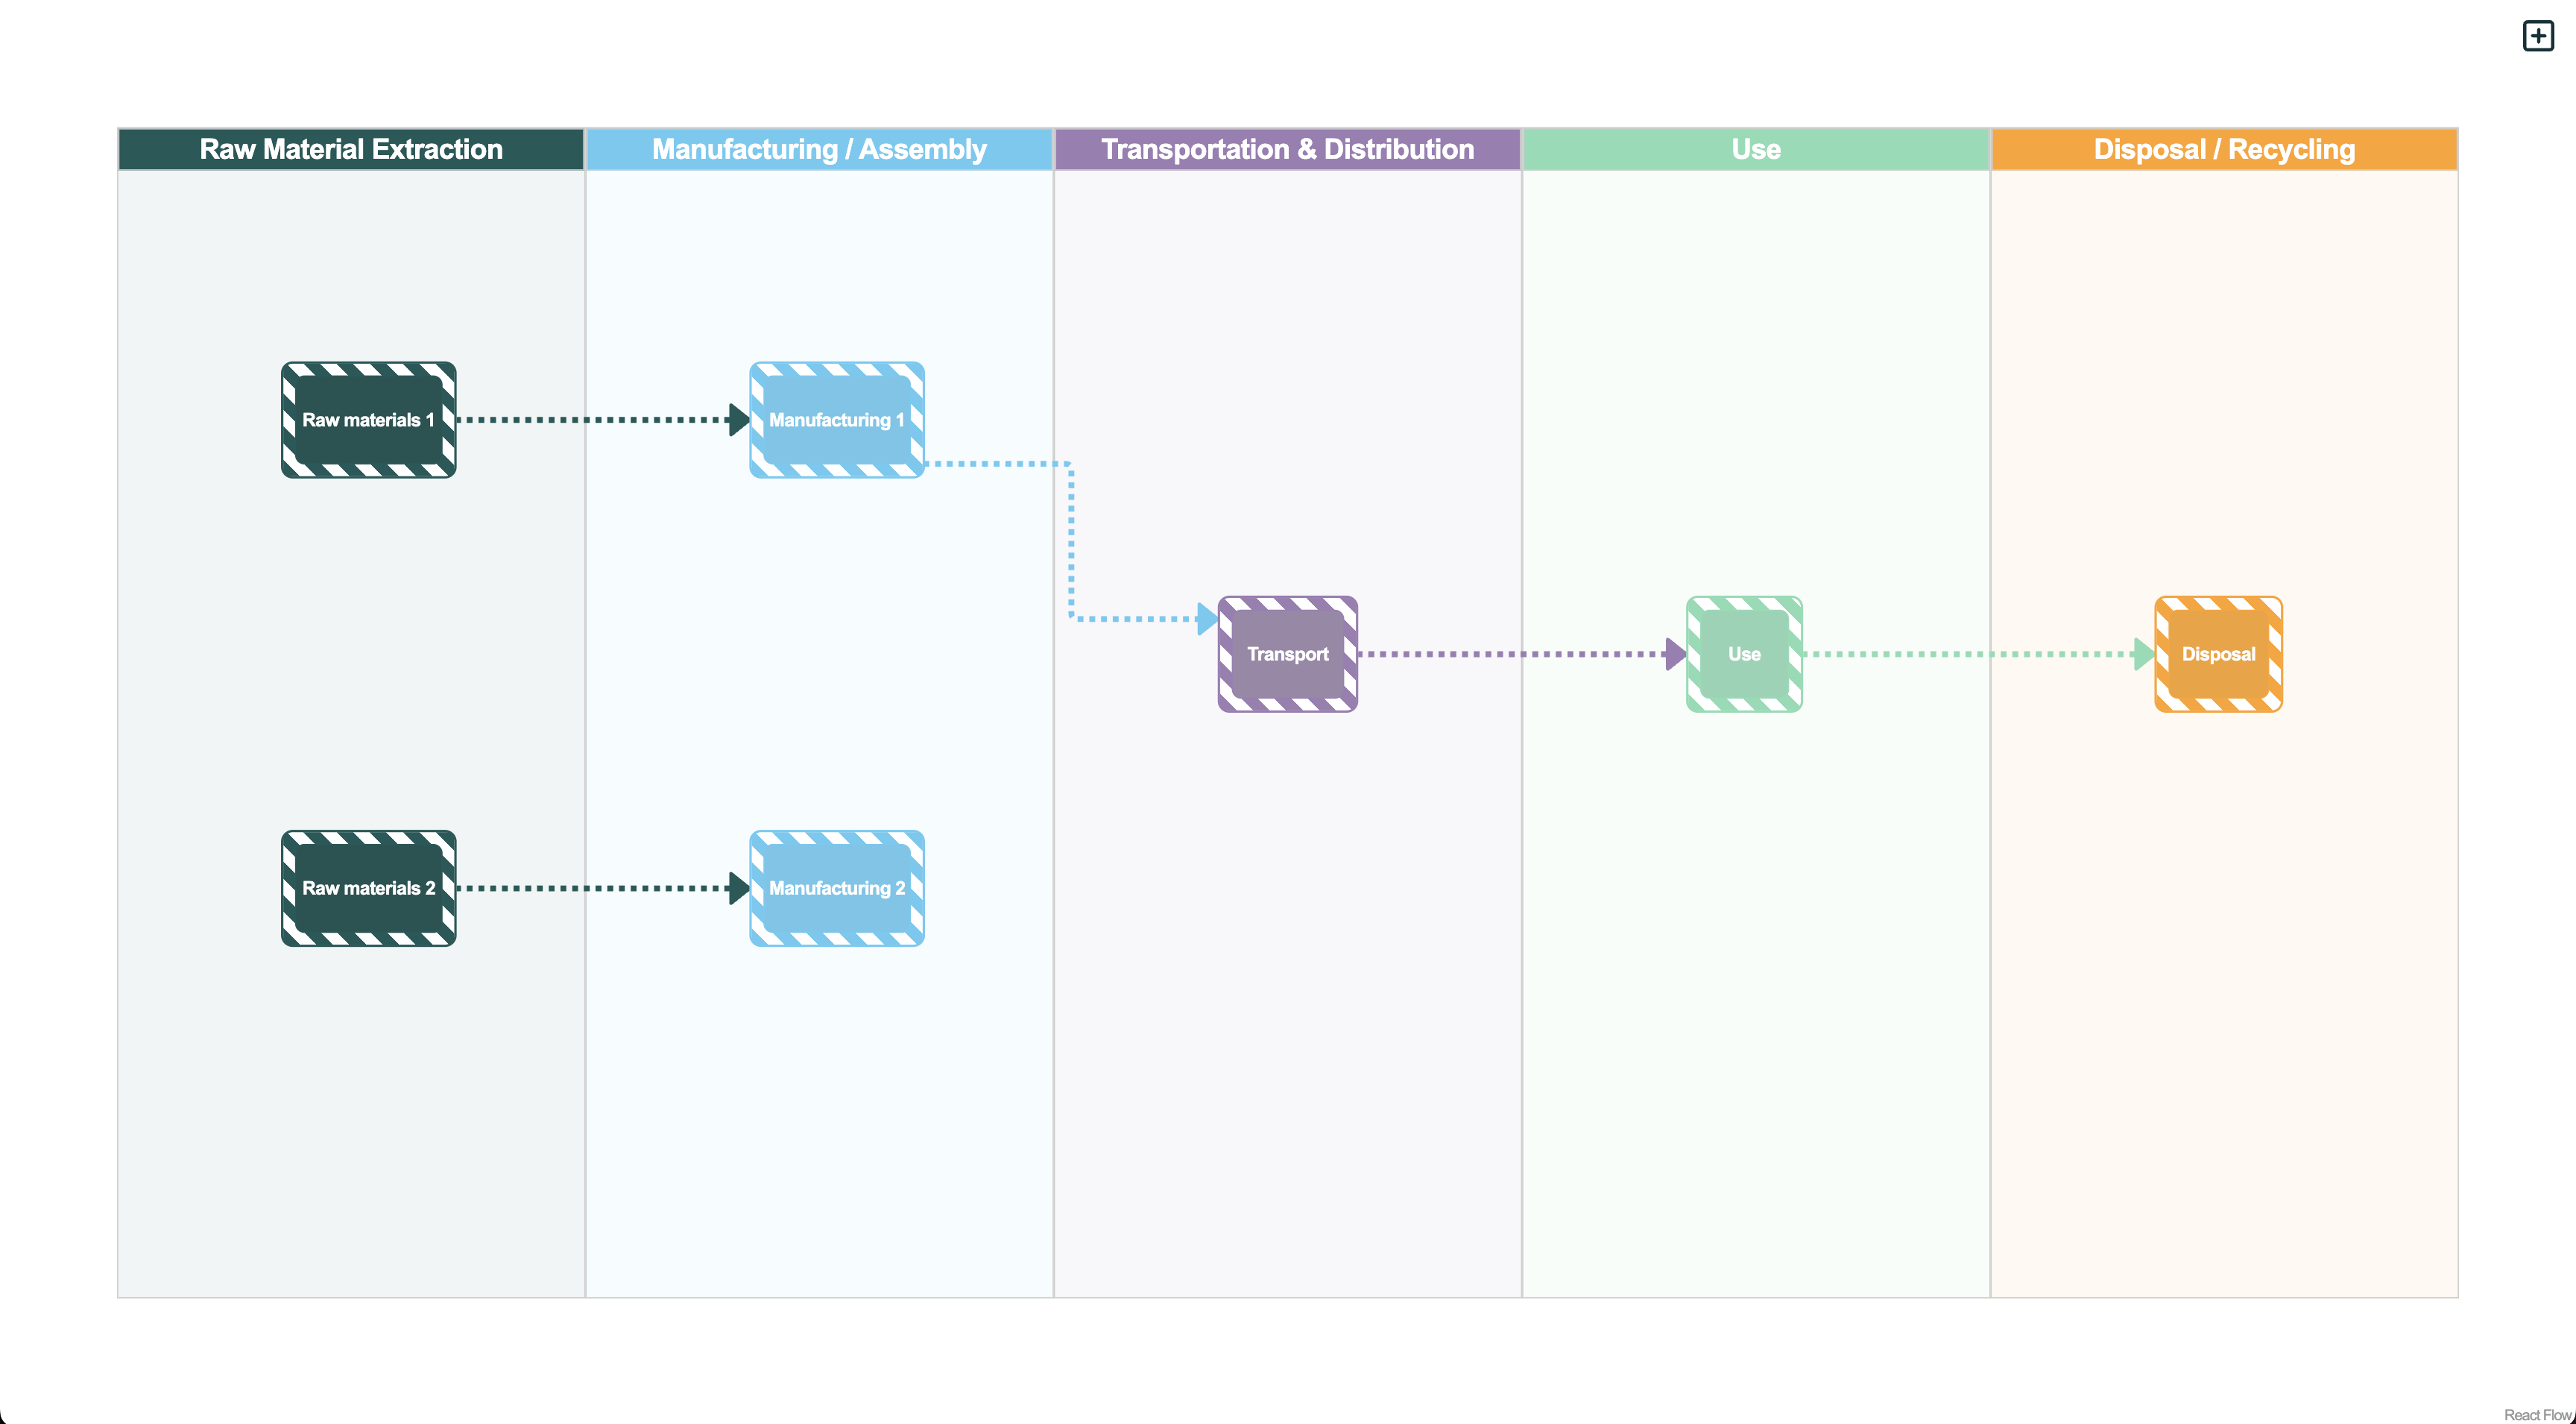 Raw Material Extraction
Manufacturing / Assembly
Transportation & Distribution
Use
Disposal / Recycling
Raw materials 1
Manufacturing 1
Transport
Use
Disposal
Raw materials 2
Manufacturing 2
React Flow